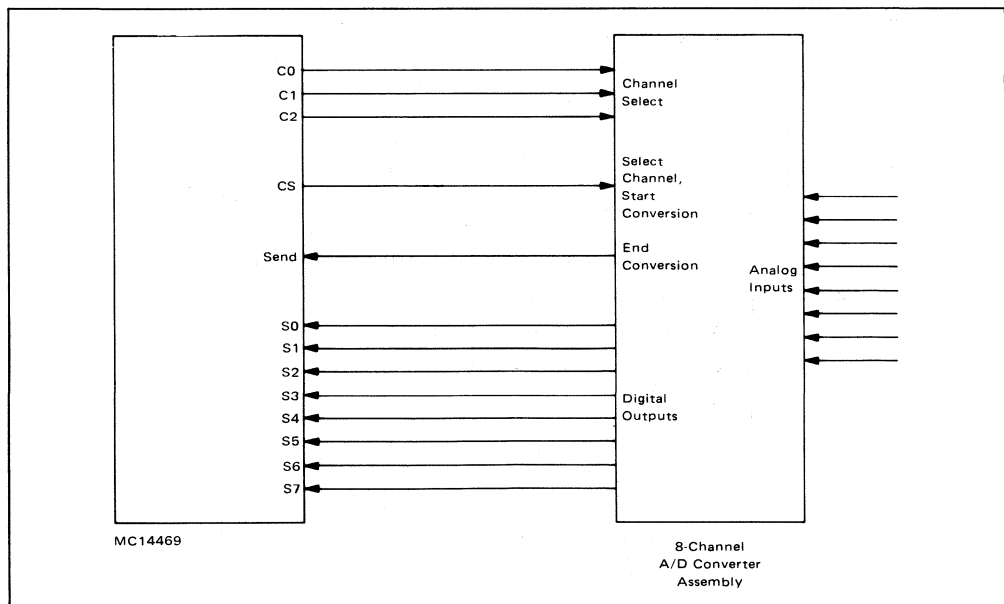 C0
C1
C2
CS
Send
S0
S1
S2
S3
S4
S5
S6
S7
MC14469
Channel
Select
Select
Channel,
Start
Conversion
End
Conversion
Analog
Inputs
Digital
Outputs
8-Channel
A/D Converter
Assembly